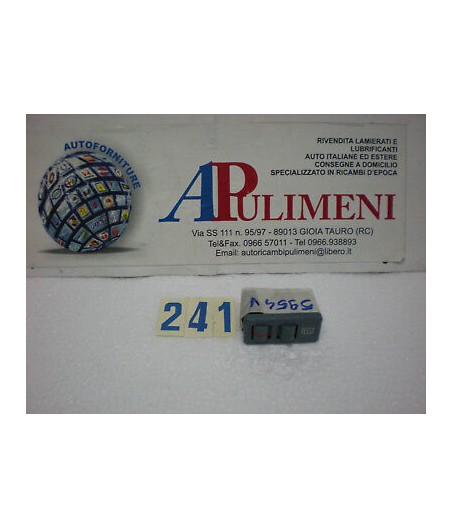 AUTOFORNITURE
RIVENDITA LAMIERATI E
LUBRIFICANTI
AUTO ITALIANE ED ESTERE
CONSEGNE A DOMICILIO
SPECIALIZZATO IN RICAMBI D'EPOCA
APULIMENI
Via SS 111 n. 95/97 - 89013 GIOIA TAURO (RC)
Tel&Fax. 0966 57011 - Tel 0966.938893
Email: autoricambipulimeni@libero.it
241
5954V